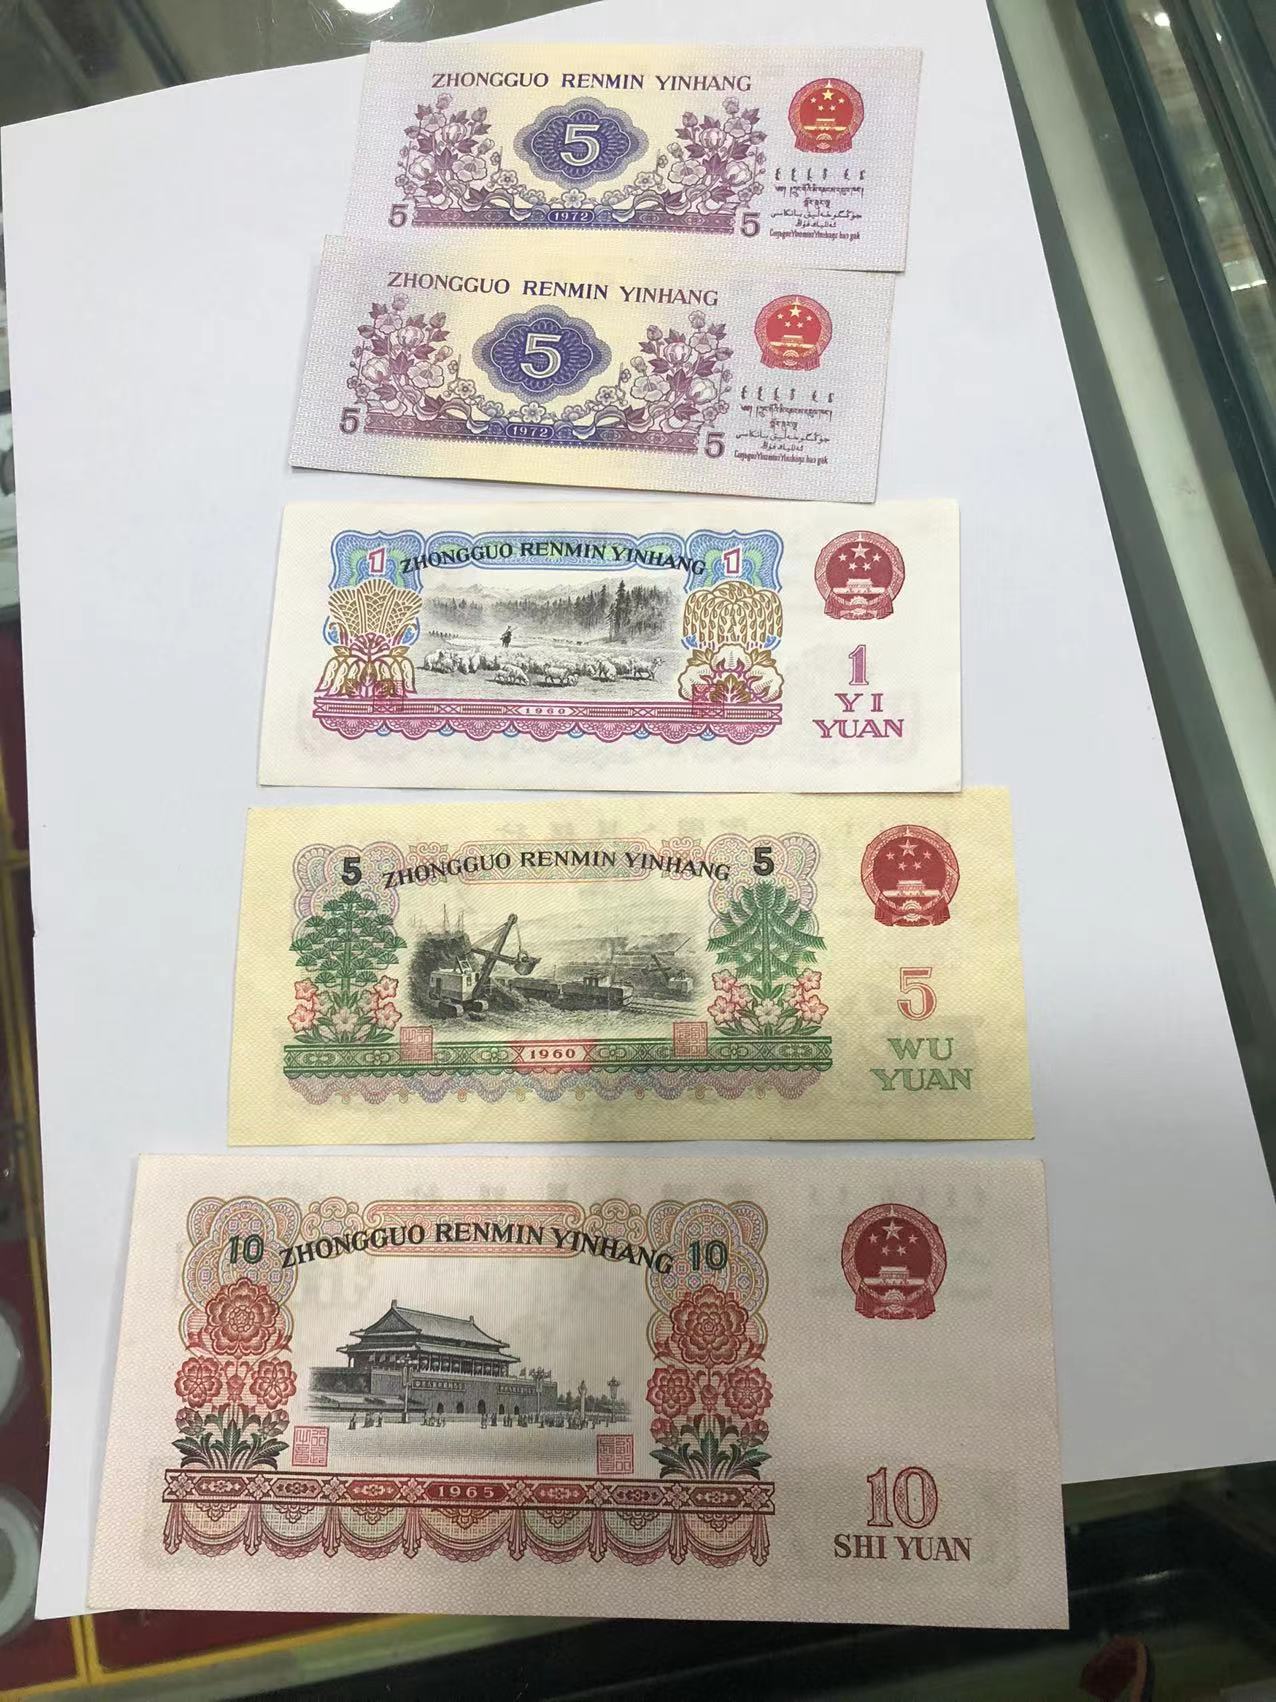 ZHONGGUO RENMIN YINHANG
5
5
1972
5
ZHONGGUO RENMIN YINHANG
5
5
1972
5
1 ZHONGGUO RENMIN YINHANG 1
1960
1
YI
YUAN
5 ZHONGGUO RENMIN YINHANG 5
1960
5
WU
YUAN
10 ZHONGGUO RENMIN YINHANG 10
1965
10
SHI YUAN